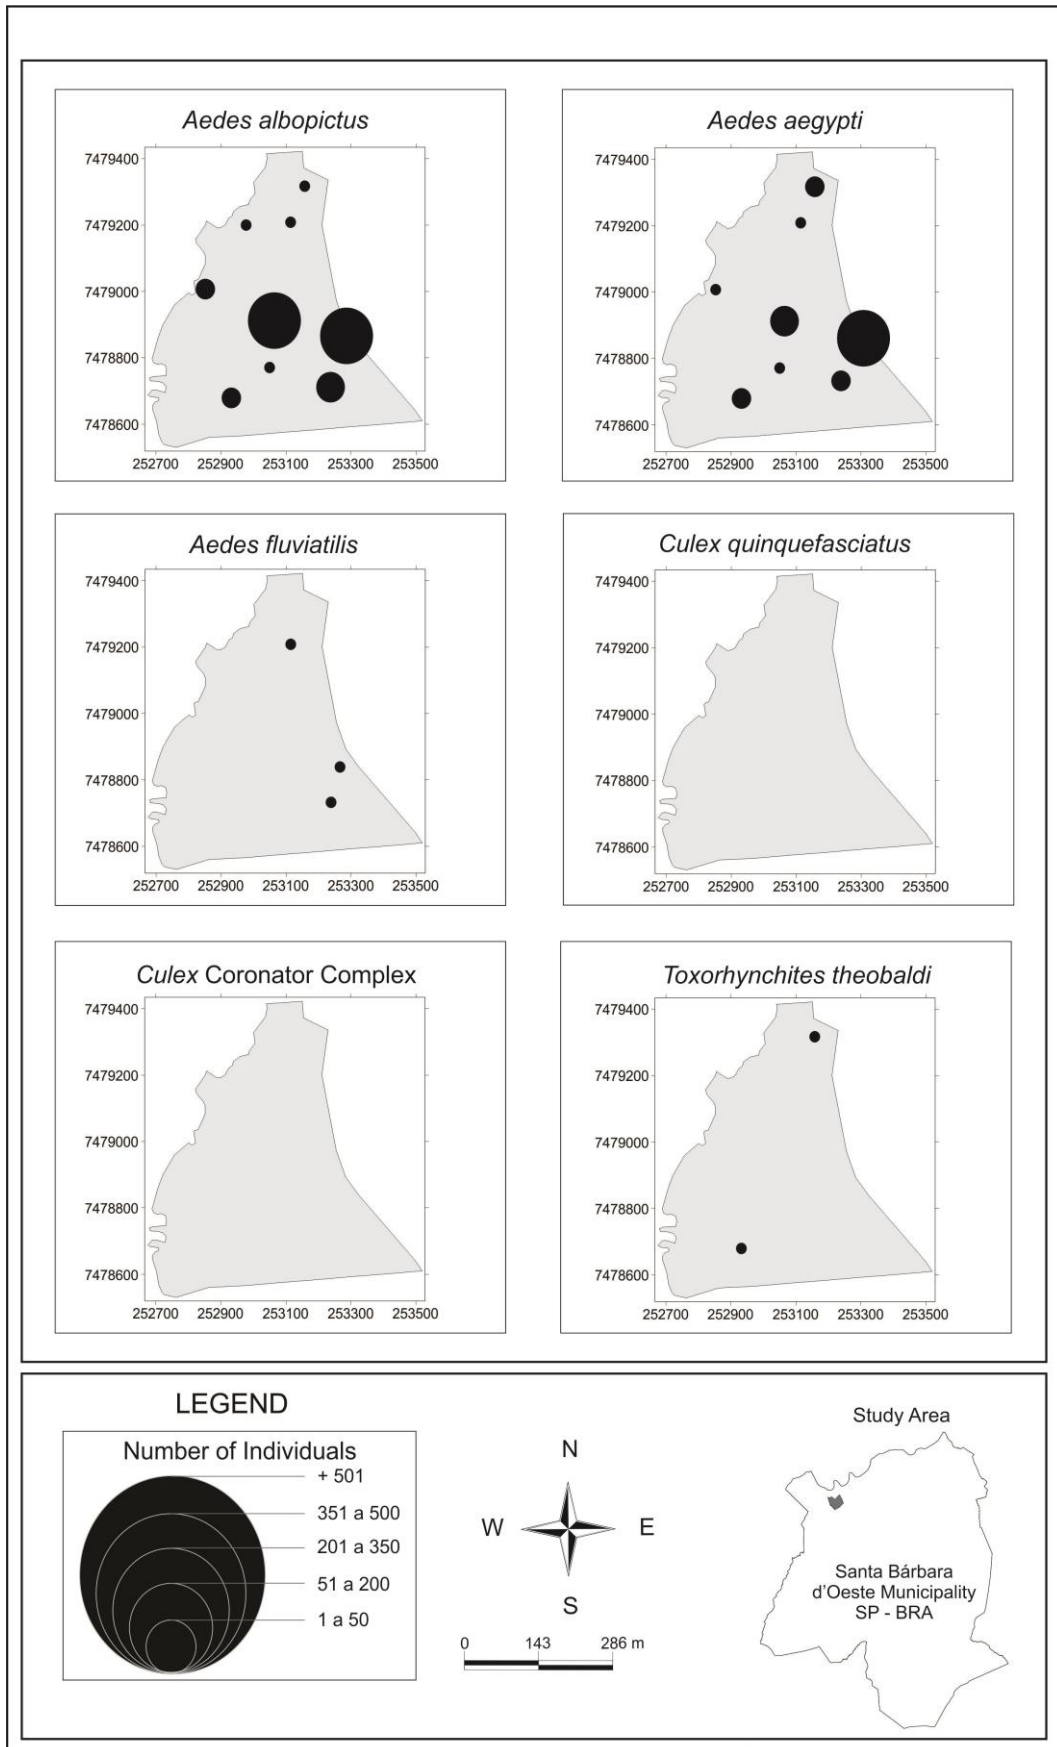 Aedes albopictus
7479400
7479200
7479000
7478800
7478600
252700 252900 253100 253300 253500
Aedes aegypti
7479400
7479200
7479000
7478800
7478600
252700 252900 253100 253300 253500
Aedes fluviatilis
7479400
7479200
7479000
7478800
7478600
252700 252900 253100 253300 253500
Culex quinquefasciatus
7479400
7479200
7479000
7478800
7478600
252700 252900 253100 253300 253500
Culex Coronator Complex
7479400
7479200
7479000
7478800
7478600
252700 252900 253100 253300 253500
Toxorhynchites theobaldi
7479400
7479200
7479000
7478800
7478600
252700 252900 253100 253300 253500
LEGEND
Number of Individuals
+ 501
351 a 500
201 a 350
51 a 200
1 a 50
N
W E
S
0 143 286 m
Study Area
Santa Bárbara
d'Oeste Municipality
SP - BRA